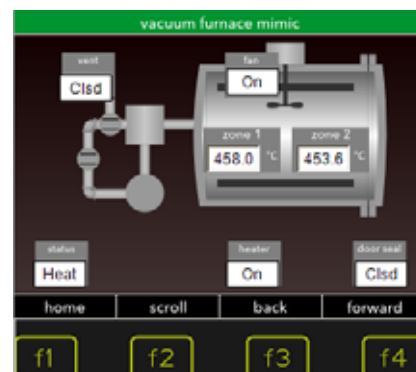 vacuum furnace mimic
vent
Clsd
fan
On
zone 1
458.0 °C
zone 2
453.6 °C
status
Heat
heater
On
door seal
Clsd
home scroll back forward
f1 f2 f3 f4